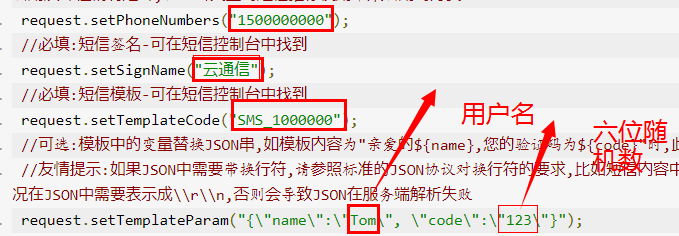 request.setPhoneNumbers("1500000000");
//必填:短信签名-可在短信控制台中找到
request.setSignName("云通信");
//必填:短信模板-可在短信控制台中找到
request.setTemplateCode("SMS_1000000");
用户名
六位随
机数
//可选:模板中的变量替换JSON串,如模板内容为"亲爱的${name},您的验证码为${code}"时,此
//友情提示:如果JSON中需要带换行符,请参照标准的JSON协议对换行符的要求,比如短信内容中
况在JSON中需要表示成\\r\\n,否则会导致JSON在服务端解析失败
request.setTemplateParam("{\"name\":\"Tom\", \"code\":\"123\"}");